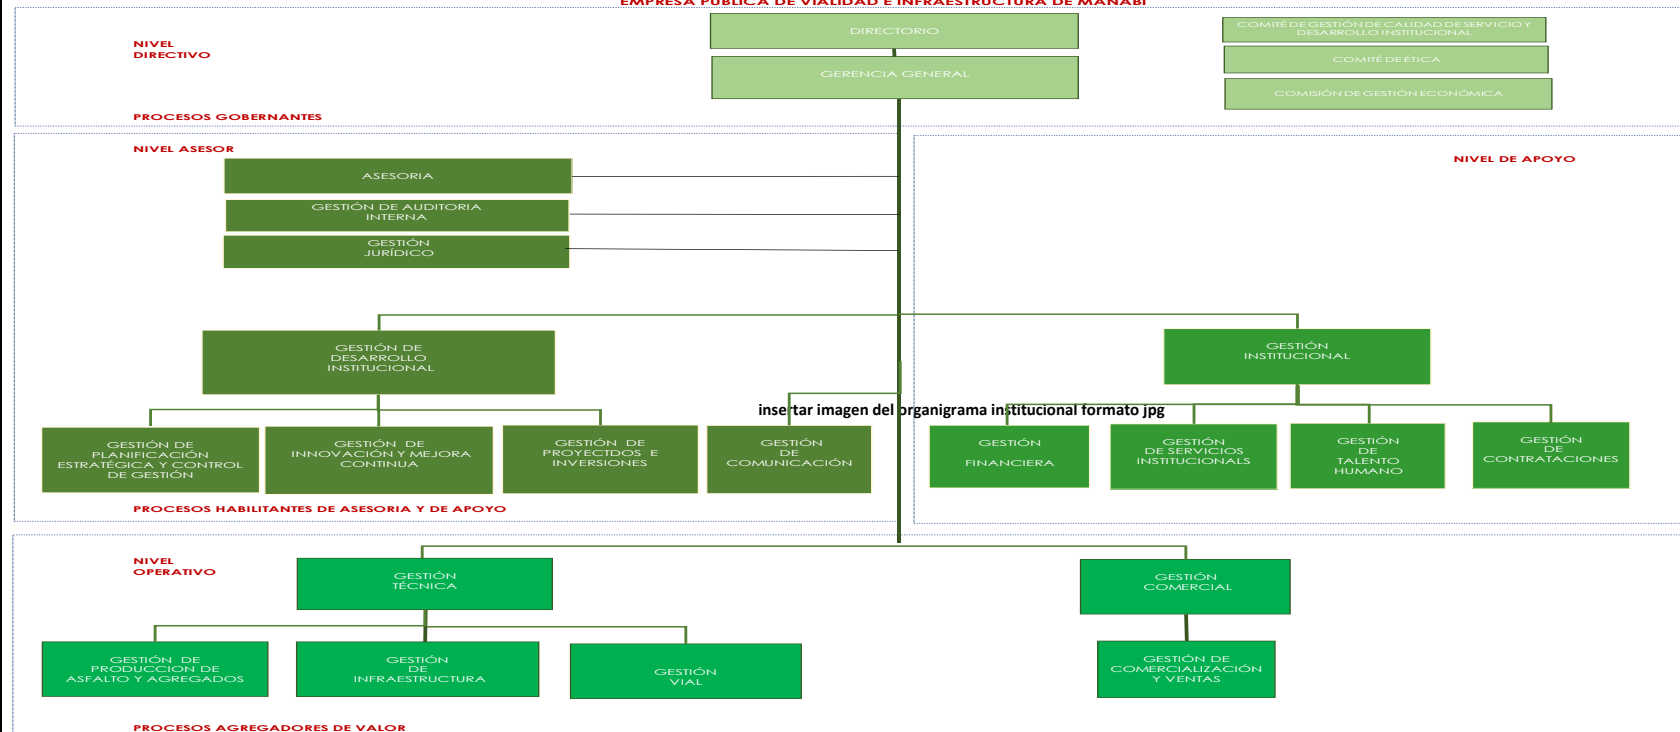 EMPRESA PÚBLICA DE VIALIDAD E INFRAESTRUCTURA DE MANABÍ
NIVEL
DIRECTIVO
DIRECTORIO
GERENCIA GENERAL
COMITÉ DE GESTIÓN DE CALIDAD DE SERVICIO Y
DESARROLLO INSTITUCIONAL
COMITÉ DE ÉTICA
COMISIÓN DE GESTIÓN ECONÓMICA
PROCESOS GOBERNANTES
NIVEL ASESOR
NIVEL DE APOYO
ASESORIA
GESTIÓN DE AUDITORIA
INTERNA
GESTIÓN
JURÍDICO
GESTIÓN DE
DESARROLLO
INSTITUCIONAL
GESTIÓN
INSTITUCIONAL
insertar imagen del organigrama institucional formato jpg
GESTIÓN DE
PLANIFICACIÓN
ESTRATÉGICA Y CONTROL
DE GESTIÓN
GESTIÓN DE
INNOVACIÓN Y MEJORA
CONTINUA
GESTIÓN DE
PROYECTDOS E
INVERSIONES
GESTIÓN
DE
COMUNICACIÓN
GESTIÓN
FINANCIERA
GESTIÓN
DE SERVICIOS
INSTITUCIONALS
GESTIÓN
DE
TALENTO
HUMANO
GESTIÓN
DE
CONTRATACIONES
PROCESOS HABILITANTES DE ASESORIA Y DE APOYO
NIVEL
OPERATIVO
GESTIÓN
TÉCNICA
GESTIÓN
COMERCIAL
GESTIÓN DE
PRODUCCION DE
ASFALTO Y AGREGADOS
GESTIÓN
DE
INFRAESTRUCTURA
GESTIÓN
VIAL
GESTIÓN DE
COMERCIALIZACIÓN
Y VENTAS
PROCESOS AGREGADORES DE VALOR